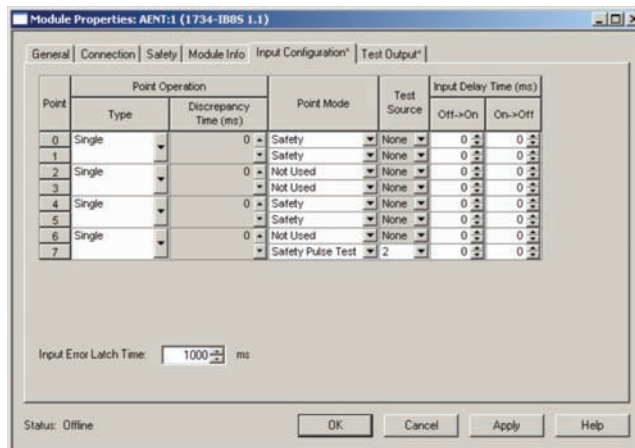 Module Properties: AENT:1 (1734-IB8S 1.1)
General Connection Safety Module Info Input Configuration* Test Output*
Point Point Operation Point Mode Test Source Input Delay Time (ms)
Type Discrepancy Time (ms) Off->On On->Off
0 Single 0 Safety None 0 0
1 Safety None 0 0
2 Single 0 Not Used None 0 0
3 Not Used None 0 0
4 Single 0 Safety None 0 0
5 Safety None 0 0
6 Single 0 Not Used None 0 0
7 Safety Pulse Test 2 0 0
Input Error Latch Time: 1000 ms
Status: Offline OK Cancel Apply Help